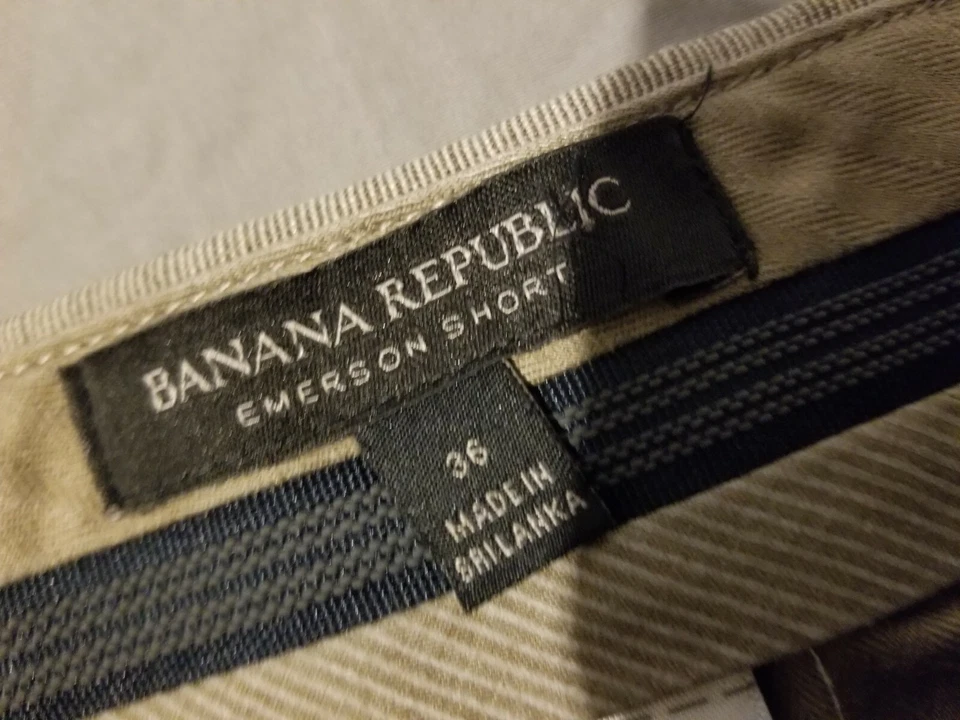 BANANA REPUBLIC
EMERSON SHORT
36
MADE IN
SRI LANKA